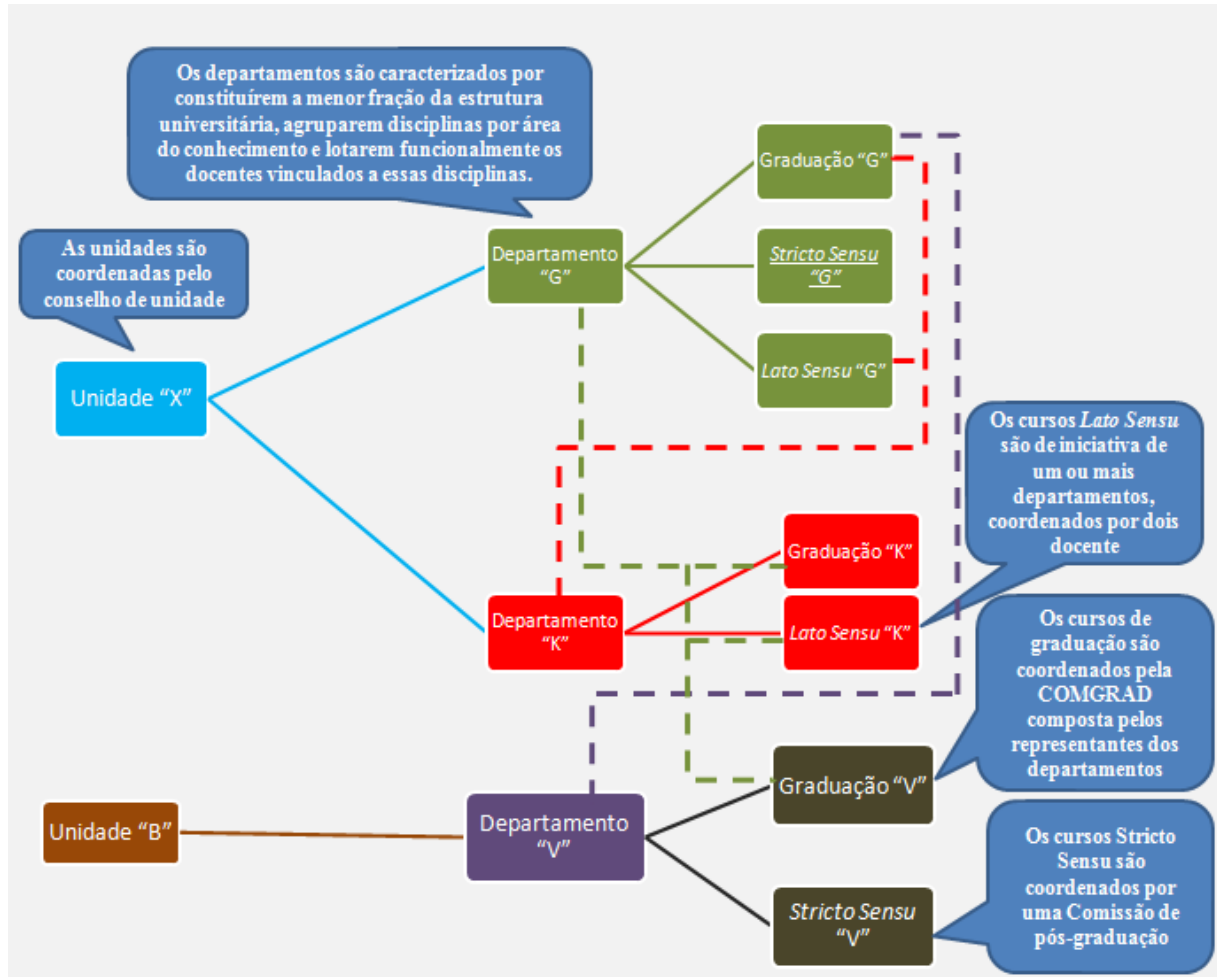 Os departamentos são caracterizados por
constituírem a menor fração da estrutura
universitária, agruparem disciplinas por área
do conhecimento e lotarem funcionalmente os
docentes vinculados a essas disciplinas.
As unidades são
coordenadas pelo
conselho de unidade
Unidade “X”
Departamento
“G”
Graduação “G”
Stricto Sensu
“G”
Lato Sensu “G”
Os cursos Lato Sensu
são de iniciativa de
um ou mais
departamentos,
coordenados por dois
docente
Departamento
“K”
Graduação “K”
Lato Sensu “K”
Os cursos de
graduação são
coordenados pela
COMGRAD
composta pelos
representantes dos
departamentos
Unidade “B”
Departamento
“V”
Graduação “V”
Stricto Sensu
“V”
Os cursos Stricto
Sensu são
coordenados por
uma Comissão de
pós-graduação